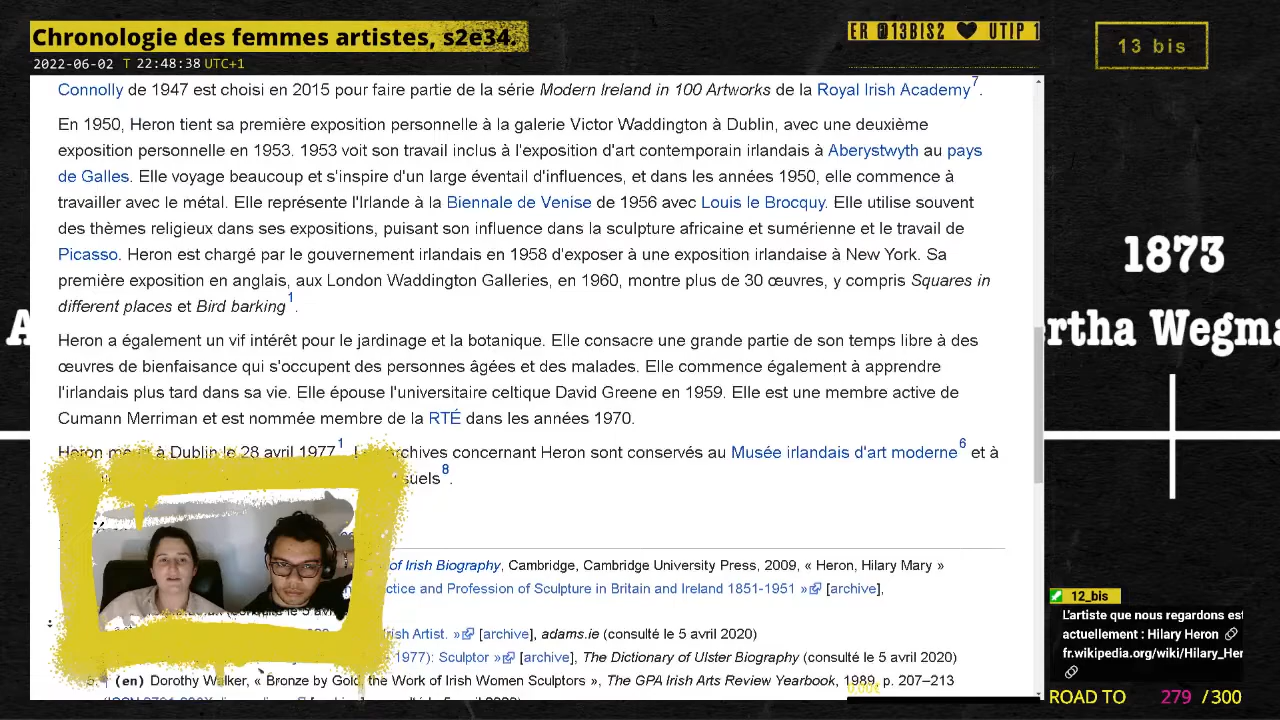 Chronologie des femmes artistes, s2e34.
2022-06-02 T 22:48:38 UTC+1
ER @13BIS2 UTIP 1
13 bis
Connolly de 1947 est choisi en 2015 pour faire partie de la série Modern Ireland in 100 Artworks de la Royal Irish Academy7.
En 1950, Heron tient sa première exposition personnelle à la galerie Victor Waddington à Dublin, avec une deuxième
exposition personnelle en 1953. 1953 voit son travail inclus à l'exposition d'art contemporain irlandais à Aberystwyth au pays
de Galles. Elle voyage beaucoup et s'inspire d'un large éventail d'influences, et dans les années 1950, elle commence à
travailler avec le métal. Elle représente l'Irlande à la Biennale de Venise de 1956 avec Louis le Brocquy. Elle utilise souvent
des thèmes religieux dans ses expositions, puisant son influence dans la sculpture africaine et sumérienne et le travail de
Picasso. Heron est chargé par le gouvernement irlandais en 1958 d'exposer à une exposition irlandaise à New York. Sa
première exposition en anglais, aux London Waddington Galleries, en 1960, montre plus de 30 œuvres, y compris Squares in
different places et Bird barking1.
Heron a également un vif intérêt pour le jardinage et la botanique. Elle consacre une grande partie de son temps libre à des
œuvres de bienfaisance qui s'occupent des personnes âgées et des malades. Elle commence également à apprendre
l'irlandais plus tard dans sa vie. Elle épouse l'universitaire celtique David Greene en 1959. Elle est une membre active de
Cumann Merriman et est nommée membre de la RTÉ dans les années 1970.
Heron meurt à Dublin le 28 avril 19771. Les archives concernant Heron sont conservés au Musée irlandais d'art moderne6 et à
suels8.
of Irish Biography, Cambridge, Cambridge University Press, 2009, « Heron, Hilary Mary »
ctice and Profession of Sculpture in Britain and Ireland 1851-1951 » [archive],
rish Artist. » [archive], adams.ie (consulté le 5 avril 2020)
1977): Sculptor » [archive], The Dictionary of Ulster Biography (consulté le 5 avril 2020)
(en) Dorothy Walker, « Bronze by Gold, the Work of Irish Women Sculptors », The GPA Irish Arts Review Yearbook, 1989, p. 207–213
1873
A
rtha Wegma
12_bis
L'artiste que nous regardons est
actuellement : Hilary Heron
fr.wikipedia.org/wiki/Hilary_Her
0,00€
ROAD TO 279 /300